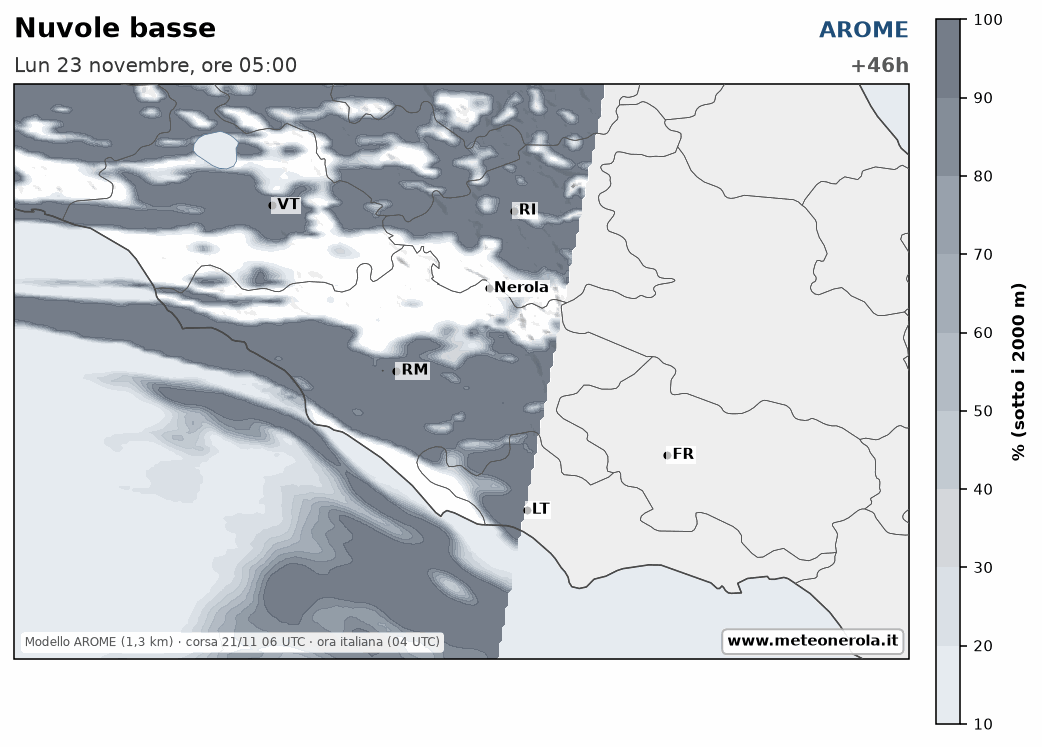 Nuvole basse
AROME
Lun 23 novembre, ore 05:00
+46h
100
90
80
70
60
50
40
30
20
10
% (sotto i 2000 m)
VT
RI
Nerola
RM
FR
LT
Modello AROME (1,3 km) · corsa 21/11 06 UTC · ora italiana (04 UTC)
www.meteonerola.it